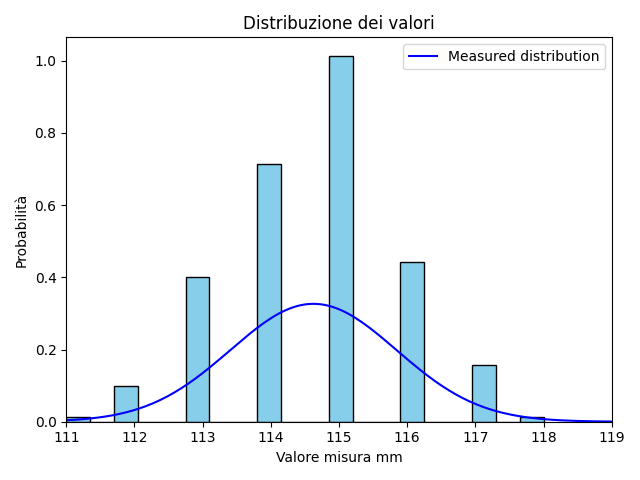 Distribuzione dei valori
Measured distribution
Probabilità
1.0
0.8
0.6
0.4
0.2
0.0
111 112 113 114 115 116 117 118 119
Valore misura mm